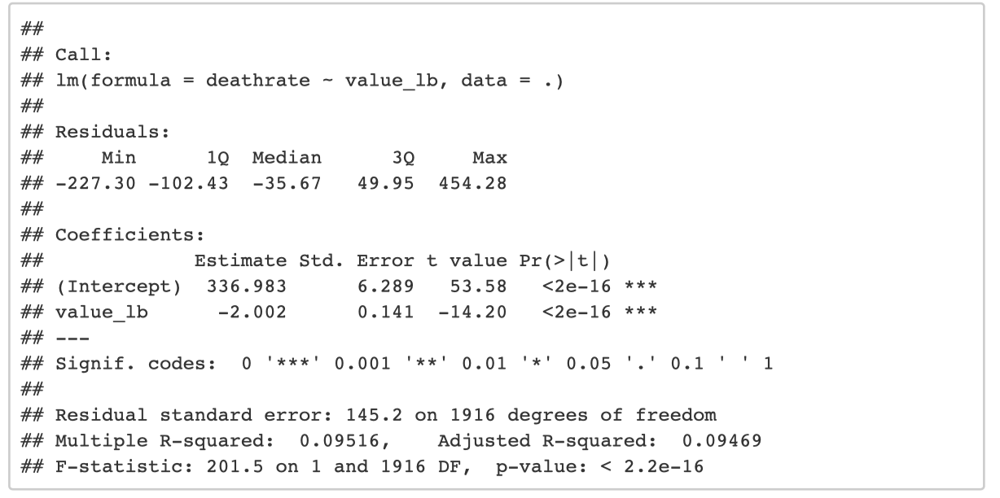 ##
## Call:
## lm(formula = deathrate ~ value_lb, data = .)
##
## Residuals:
##     Min      1Q  Median      3Q     Max
## -227.30 -102.43  -35.67   49.95  454.28
##
## Coefficients:
##             Estimate Std. Error t value Pr(>|t|)
## (Intercept)  336.983      6.289   53.58   <2e-16 ***
## value_lb      -2.002      0.141  -14.20   <2e-16 ***
## ---
## Signif. codes:  0 '***' 0.001 '**' 0.01 '*' 0.05 '.' 0.1 ' ' 1
##
## Residual standard error: 145.2 on 1916 degrees of freedom
## Multiple R-squared:  0.09516,    Adjusted R-squared:  0.09469
## F-statistic: 201.5 on 1 and 1916 DF,  p-value: < 2.2e-16